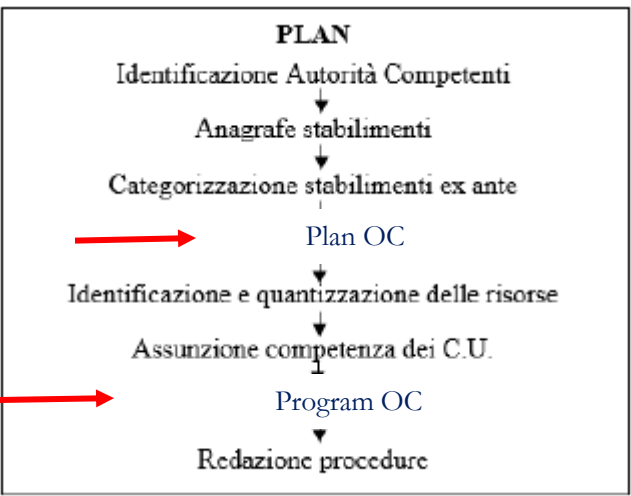 PLAN
Identificazione Autorità Competenti
Anagrafe stabilimenti
Categorizzazione stabilimenti ex ante
Plan OC
Identificazione e quantizzazione delle risorse
Assunzione competenza dei C.U.
Program OC
Redazione procedure